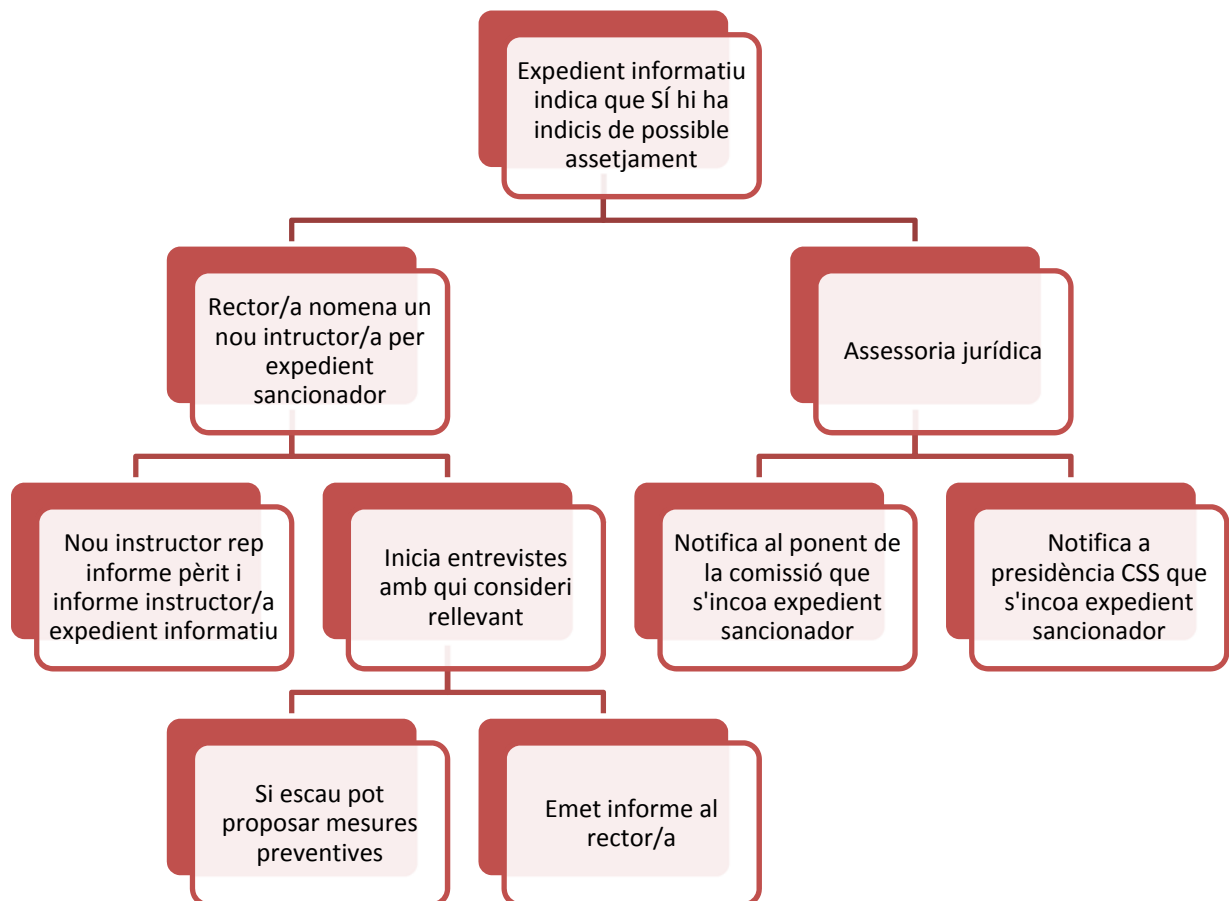 Expedient informatiu
indica que SÍ hi ha
indicis de possible
assetjament
Rector/a nomena un
nou intructor/a per
expedient
sancionador
Assessoria jurídica
Nou instructor rep
informe pèrit i
informe instructor/a
expedient informatiu
Inicia entrevistes
amb qui consideri
rellevant
Notifica al ponent de
la comissió que
s'incoa expedient
sancionador
Notifica a
presidència CSS que
s'incoa expedient
sancionador
Si escau pot
proposar mesures
preventives
Emet informe al
rector/a